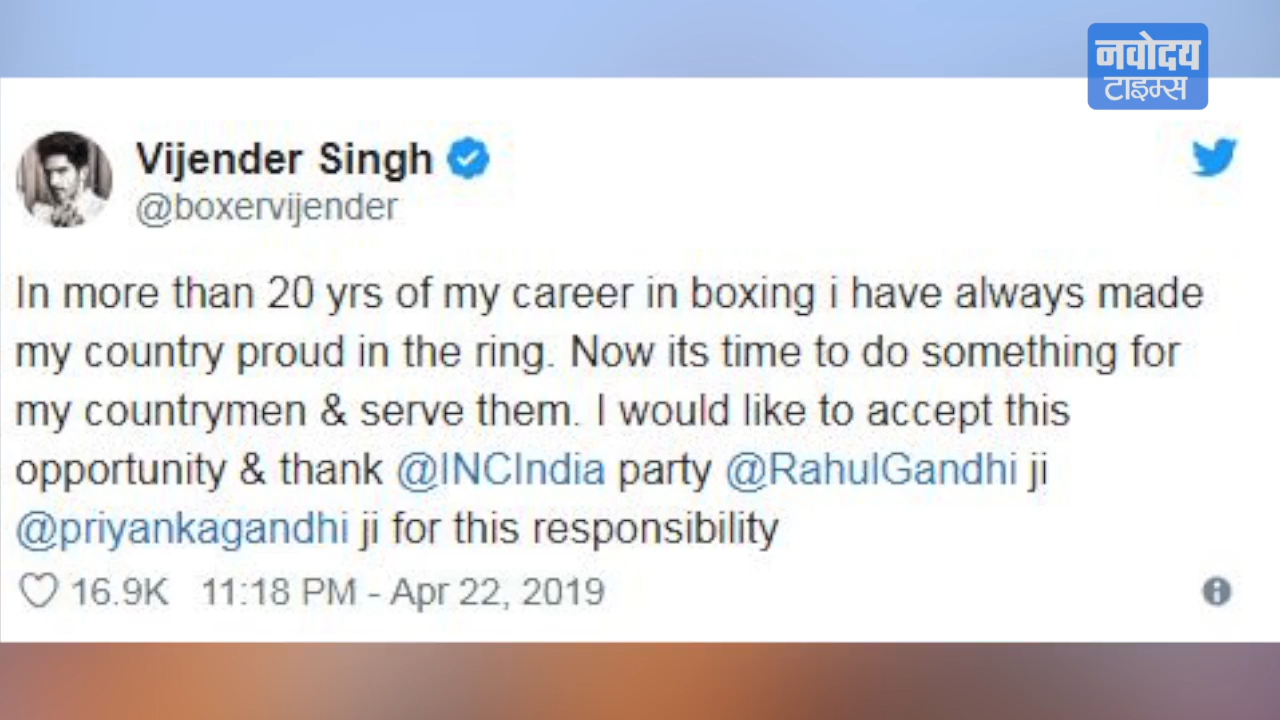 नवोदय
टाइम्स
Vijender Singh
@boxervijender
In more than 20 yrs of my career in boxing i have always made
my country proud in the ring. Now its time to do something for
my countrymen & serve them. I would like to accept this
opportunity & thank @INCIndia party @RahulGandhi ji
@priyankagandhi ji for this responsibility
16.9K 11:18 PM - Apr 22, 2019